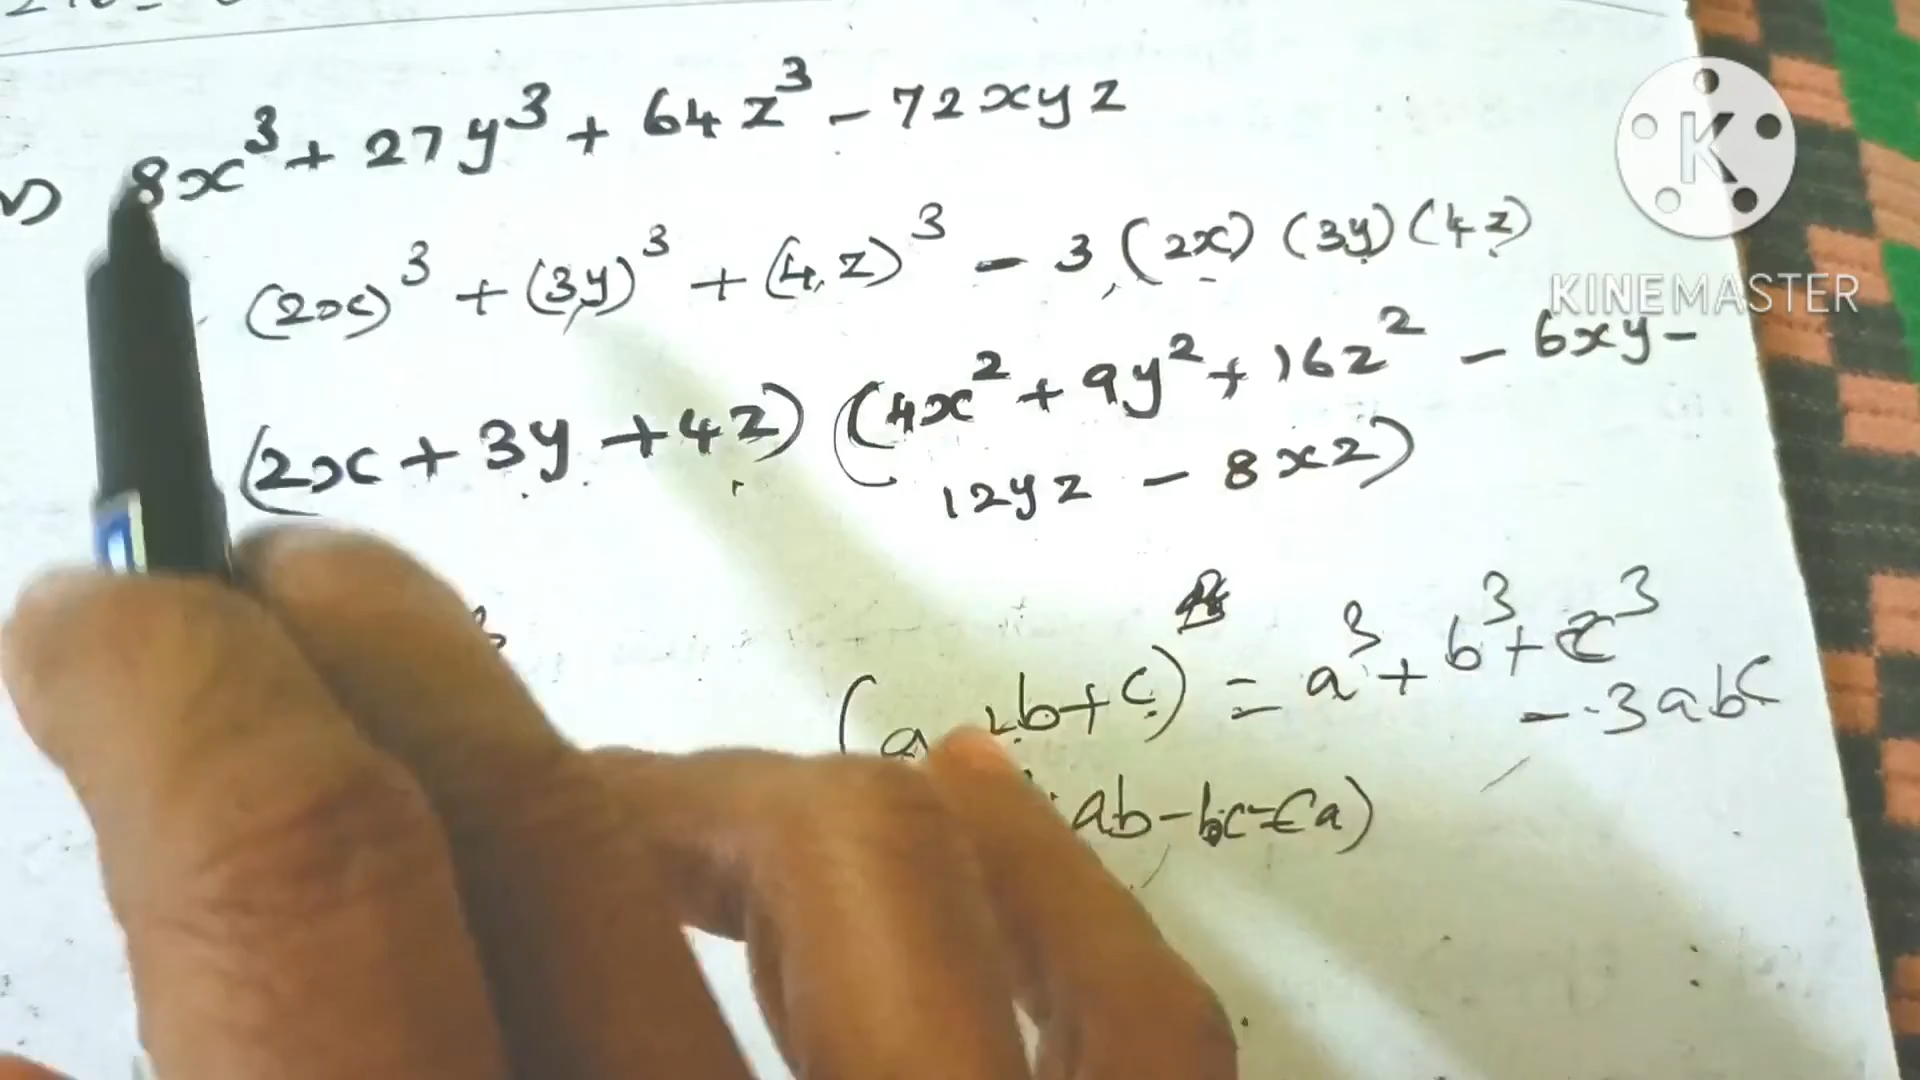 v) 8x³ + 27y³ + 64z³ - 72xyz
(2x)³ + (3y)³ + (4z)³ - 3(2x)(3y)(4z)
(2x + 3y + 4z) (4x² + 9y² + 16z² - 6xy -
12yz - 8xz)
(a +b+c) = a³ + b³ + c³
- 3abc
ab - bc - ca)
K
KINEMASTER